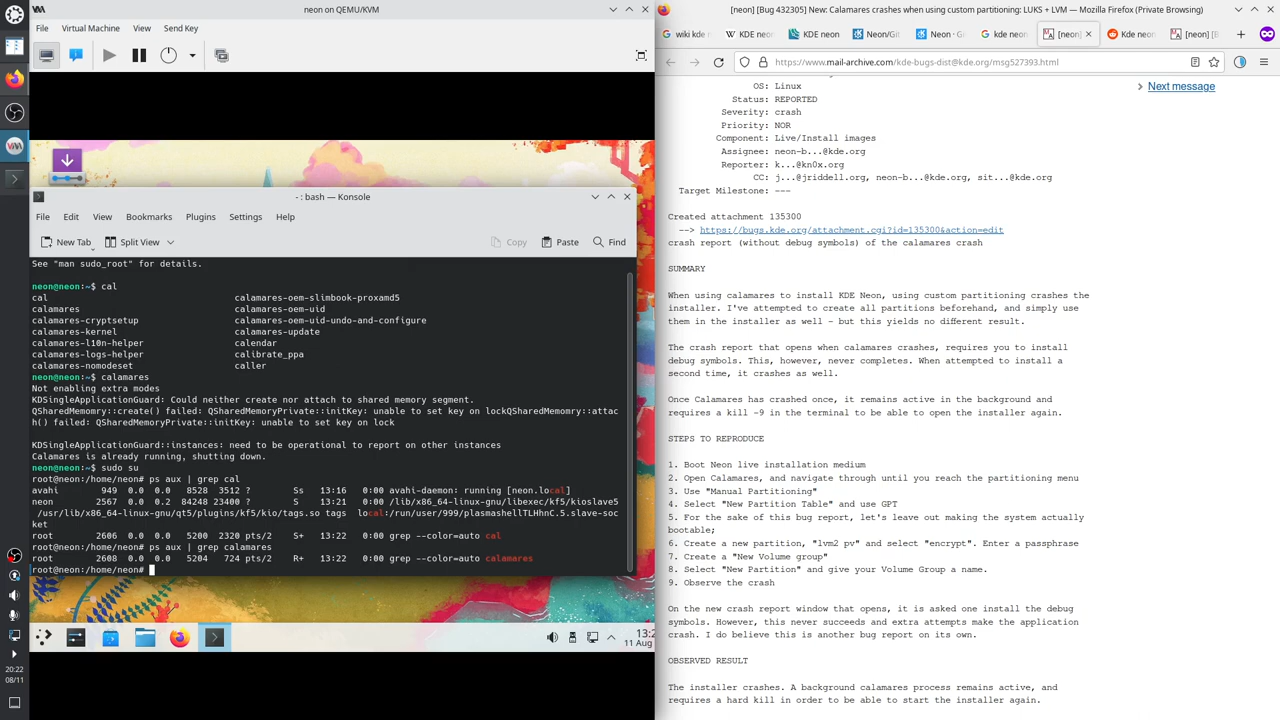 neon on QEMU/KVM
File Virtual Machine View Send Key
- : bash — Konsole
File Edit View Bookmarks Plugins Settings Help
New Tab Split View Copy Paste Find
See "man sudo_root" for details.
neon@neon:~$ cal
cal calamares-oem-slimbook-proxamd5
calamares calamares-oem-uid
calamares-cryptsetup calamares-oem-uid-undo-and-configure
calamares-kernel calamares-update
calamares-l10n-helper calendar
calamares-logs-helper calibrate_ppa
calamares-nomodeset caller
neon@neon:~$ calamares
Not enabling extra modes
KDSingleApplicationGuard: Could neither create nor attach to shared memory segment.
QSharedMemomry::create() failed: QSharedMemoryPrivate::initKey: unable to set key on lockQSharedMemomry::attac
h() failed: QSharedMemoryPrivate::initKey: unable to set key on lock
KDSingleApplicationGuard::instances: need to be operational to report on other instances
Calamares is already running, shutting down.
neon@neon:~$ sudo su
root@neon:/home/neon# ps aux | grep cal
avahi 949 0.0 0.0 8528 3512 ? Ss 13:16 0:00 avahi-daemon: running [neon.local]
neon 2567 0.0 0.2 84248 23400 ? S 13:21 0:00 /lib/x86_64-linux-gnu/libexec/kf5/kioslave5
/usr/lib/x86_64-linux-gnu/qt5/plugins/kf5/kio/tags.so tags local:/run/user/999/plasmashellTLHhnC.5.slave-soc
ket
root 2606 0.0 0.0 5200 2320 pts/2 S+ 13:22 0:00 grep --color=auto cal
root@neon:/home/neon# ps aux | grep calamares
root 2608 0.0 0.0 5204 724 pts/2 R+ 13:22 0:00 grep --color=auto calamares
root@neon:/home/neon#
13:2
11 Aug
20:22
08/11
[neon] [Bug 432305] New: Calamares crashes when using custom partitioning: LUKS + LVM — Mozilla Firefox (Private Browsing)
wiki kde KDE neon KDE neon Neon/Git Neon · G kde neon [neon] Kde neon [neon] [B
https://www.mail-archive.com/kde-bugs-dist@kde.org/msg527393.html
Next message
OS: Linux
Status: REPORTED
Severity: crash
Priority: NOR
Component: Live/Install images
Assignee: neon-b...@kde.org
Reporter: k...@kn0x.org
CC: j...@jriddell.org, neon-b...@kde.org, sit...@kde.org
Target Milestone: ---
Created attachment 135300
--> https://bugs.kde.org/attachment.cgi?id=135300&action=edit
crash report (without debug symbols) of the calamares crash
SUMMARY
When using calamares to install KDE Neon, using custom partitioning crashes the
installer. I've attempted to create all partitions beforehand, and simply use
them in the installer as well - but this yields no different result.
The crash report that opens when calamares crashes, requires you to install
debug symbols. This, however, never completes. When attempted to install a
second time, it crashes as well.
Once Calamares has crashed once, it remains active in the background and
requires a kill -9 in the terminal to be able to open the installer again.
STEPS TO REPRODUCE
1. Boot Neon live installation medium
2. Open Calamares, and navigate through until you reach the partitioning menu
3. Use "Manual Partitioning"
4. Select "New Partition Table" and use GPT
5. For the sake of this bug report, let's leave out making the system actually
bootable;
6. Create a new partition, "lvm2 pv" and select "encrypt". Enter a passphrase
7. Create a "New Volume group"
8. Select "New Partition" and give your Volume Group a name.
9. Observe the crash
On the new crash report window that opens, it is asked one install the debug
symbols. However, this never succeeds and extra attempts make the application
crash. I do believe this is another bug report on its own.
OBSERVED RESULT
The installer crashes. A background calamares process remains active, and
requires a hard kill in order to be able to start the installer again.